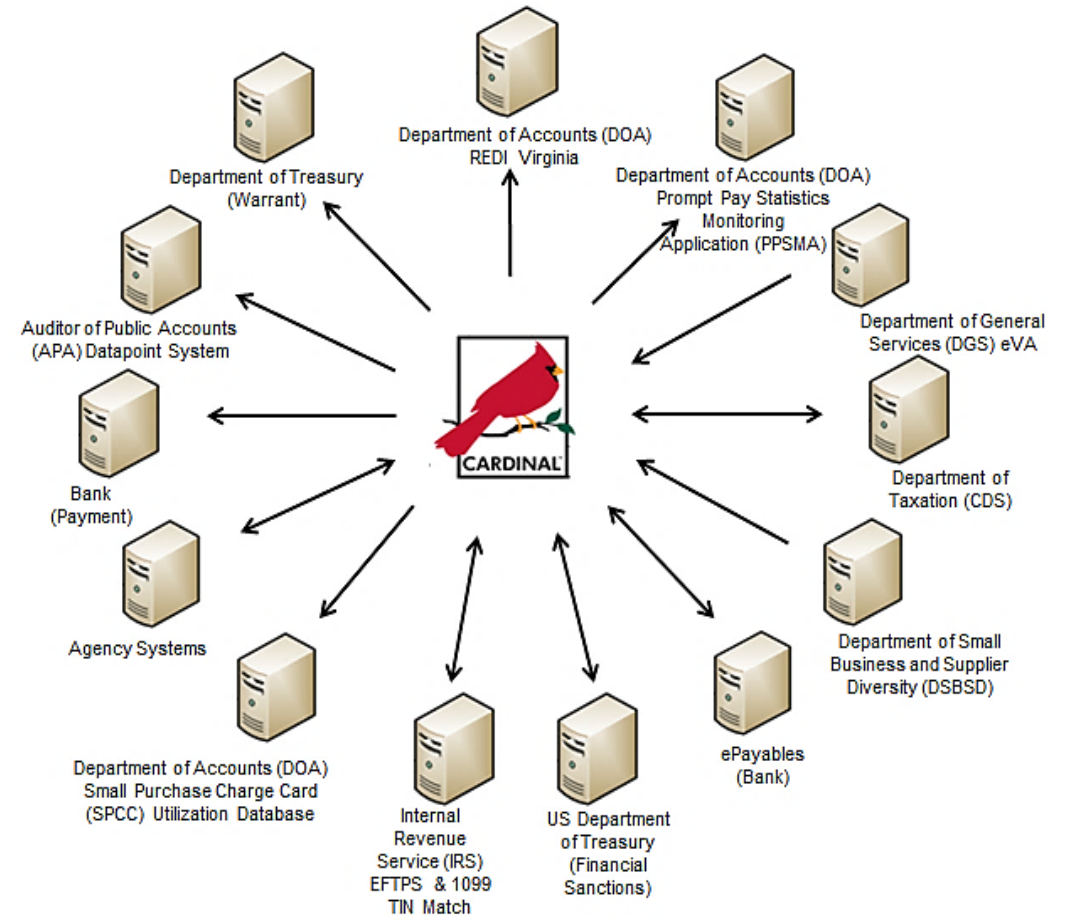 Department of Accounts (DOA)
REDI Virginia
Department of Treasury
(Warrant)
Department of Accounts (DOA)
Prompt Pay Statistics
Monitoring
Application (PPSMA)
Auditor of Public Accounts
(APA) Datapoint System
Department of General
Services (DGS) eVA
CARDINAL
Bank
(Payment)
Department of
Taxation (CDS)
Agency Systems
Department of Small
Business and Supplier
Diversity (DSBSD)
Department of Accounts (DOA)
Small Purchase Charge Card
(SPCC) Utilization Database
ePayables
(Bank)
Internal
Revenue
Service (IRS)
EFTPS & 1099
TIN Match
US Department
of Treasury
(Financial
Sanctions)